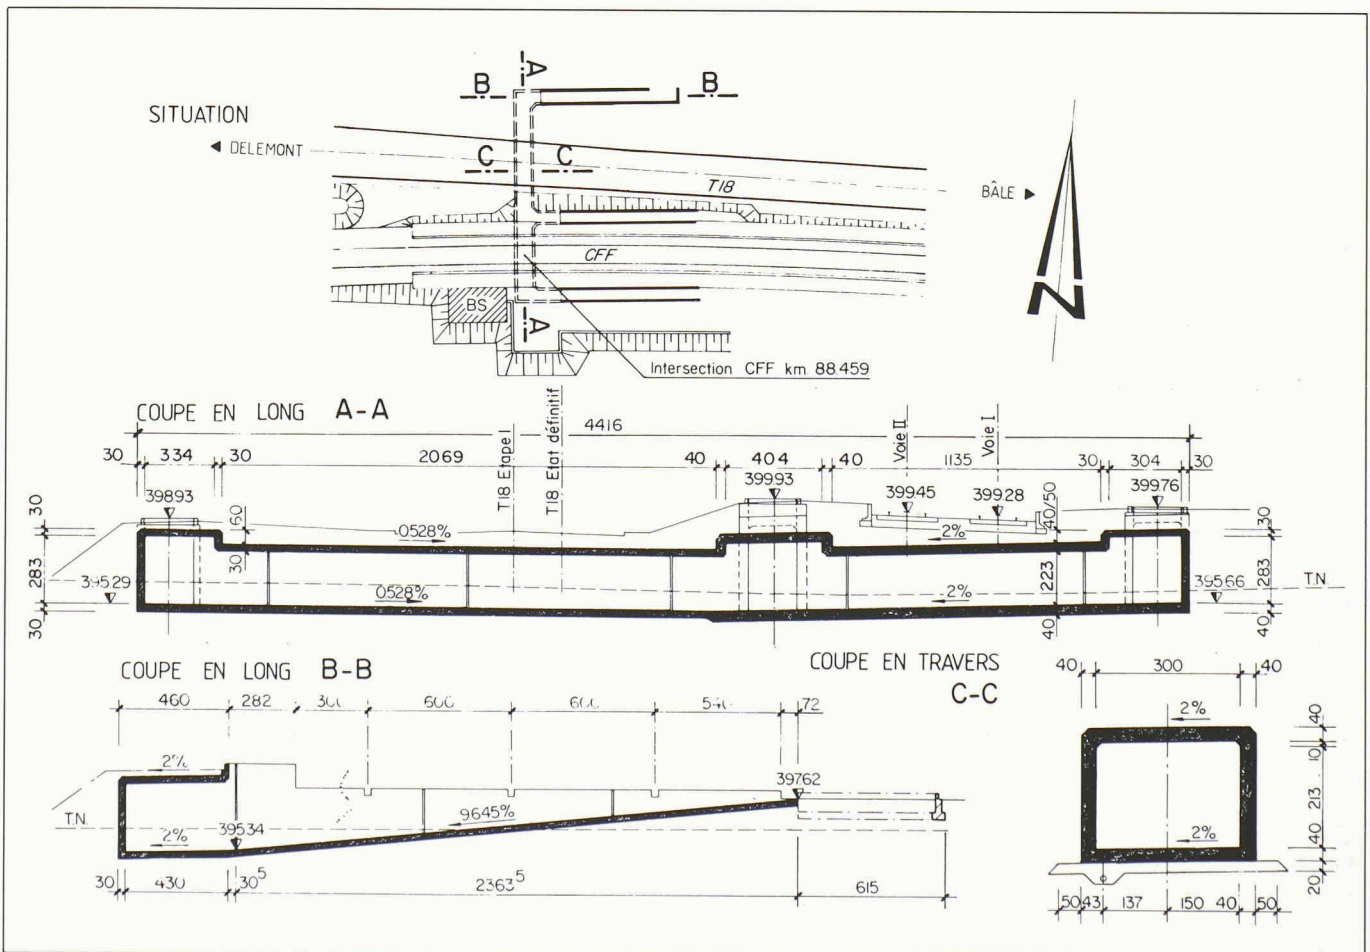 A
B B
SITUATION
DELEMONT
C C
T18
BÂLE
CFF
BS
A
N
Intersection CFF km 88.459
COUPE EN LONG A-A
T18 Etape I
T18 Etat définitif
4416
Voie II
Voie I
30 334 30 2069 40 404 40 1135 30 304 30
30 39893 60 39993 39945 39928 40/50 39976 30
0.528% 2%
283 39529 30 223 39566 283 T.N.
30 0528% 2% 40 40
COUPE EN LONG B-B
COUPE EN TRAVERS
C-C
460 282 600 72
40 300 40
2% 2% 40
39762 10
T.N. 9.645% 213
2% 39534 2% 40
20
30 430 30⁵ 2363⁵ 615
50 43 137 150 40 50